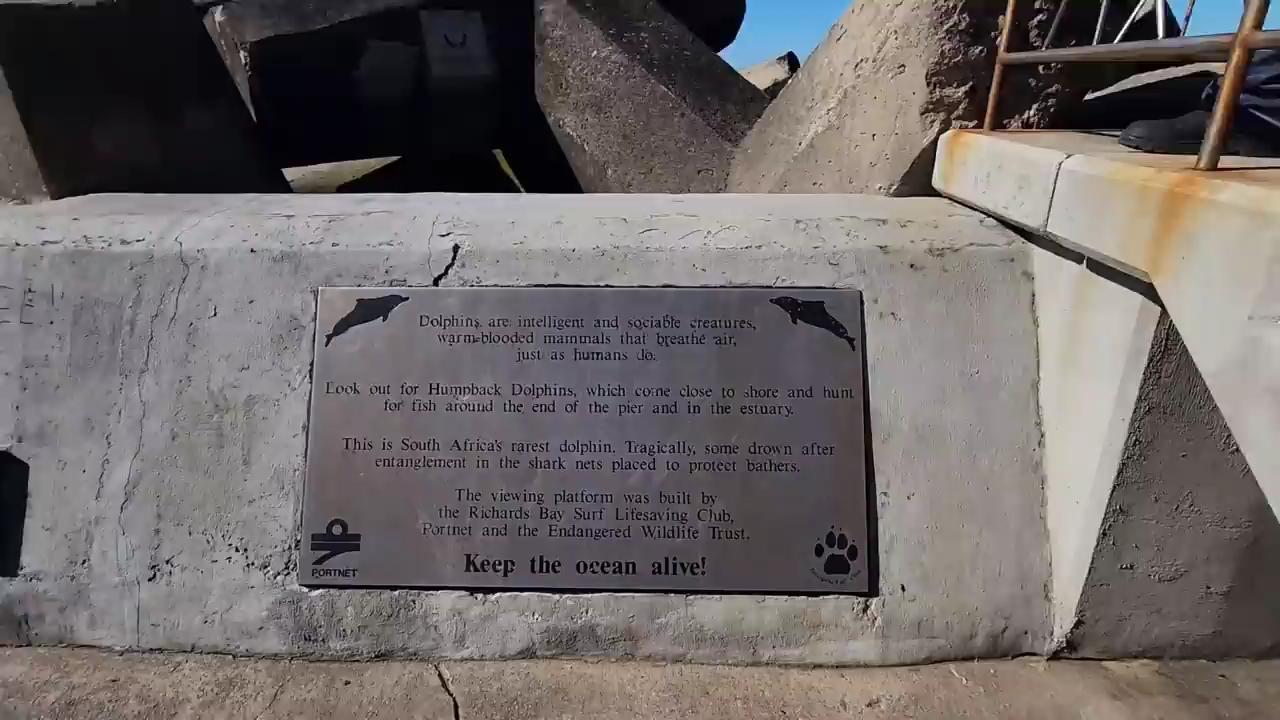 Dolphins are intelligent and sociable creatures,
warm-blooded mammals that breathe air,
just as humans do.
Look out for Humpback Dolphins, which come close to shore and hunt
for fish around the end of the pier and in the estuary.
This is South Africa's rarest dolphin. Tragically, some drown after
entanglement in the shark nets placed to protect bathers.
The viewing platform was built by
the Richards Bay Surf Lifesaving Club,
Portnet and the Endangered Wildlife Trust.
Keep the ocean alive!
PORTNET